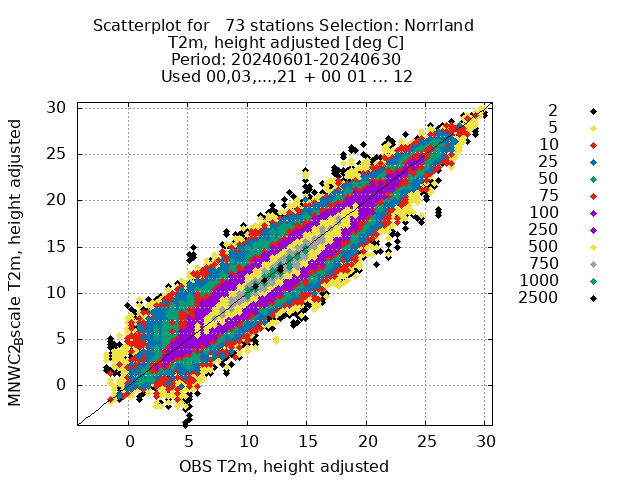 Scatterplot for   73 stations Selection: Norrland
T2m, height adjusted [deg C]
Period: 20240601-20240630
Used 00,03,...,21 + 00 01 ... 12
MNWC2Bscale T2m, height adjusted
30
25
20
15
10
5
0
0 5 10 15 20 25 30
OBS T2m, height adjusted
2
5
10
25
50
75
100
250
500
750
1000
2500